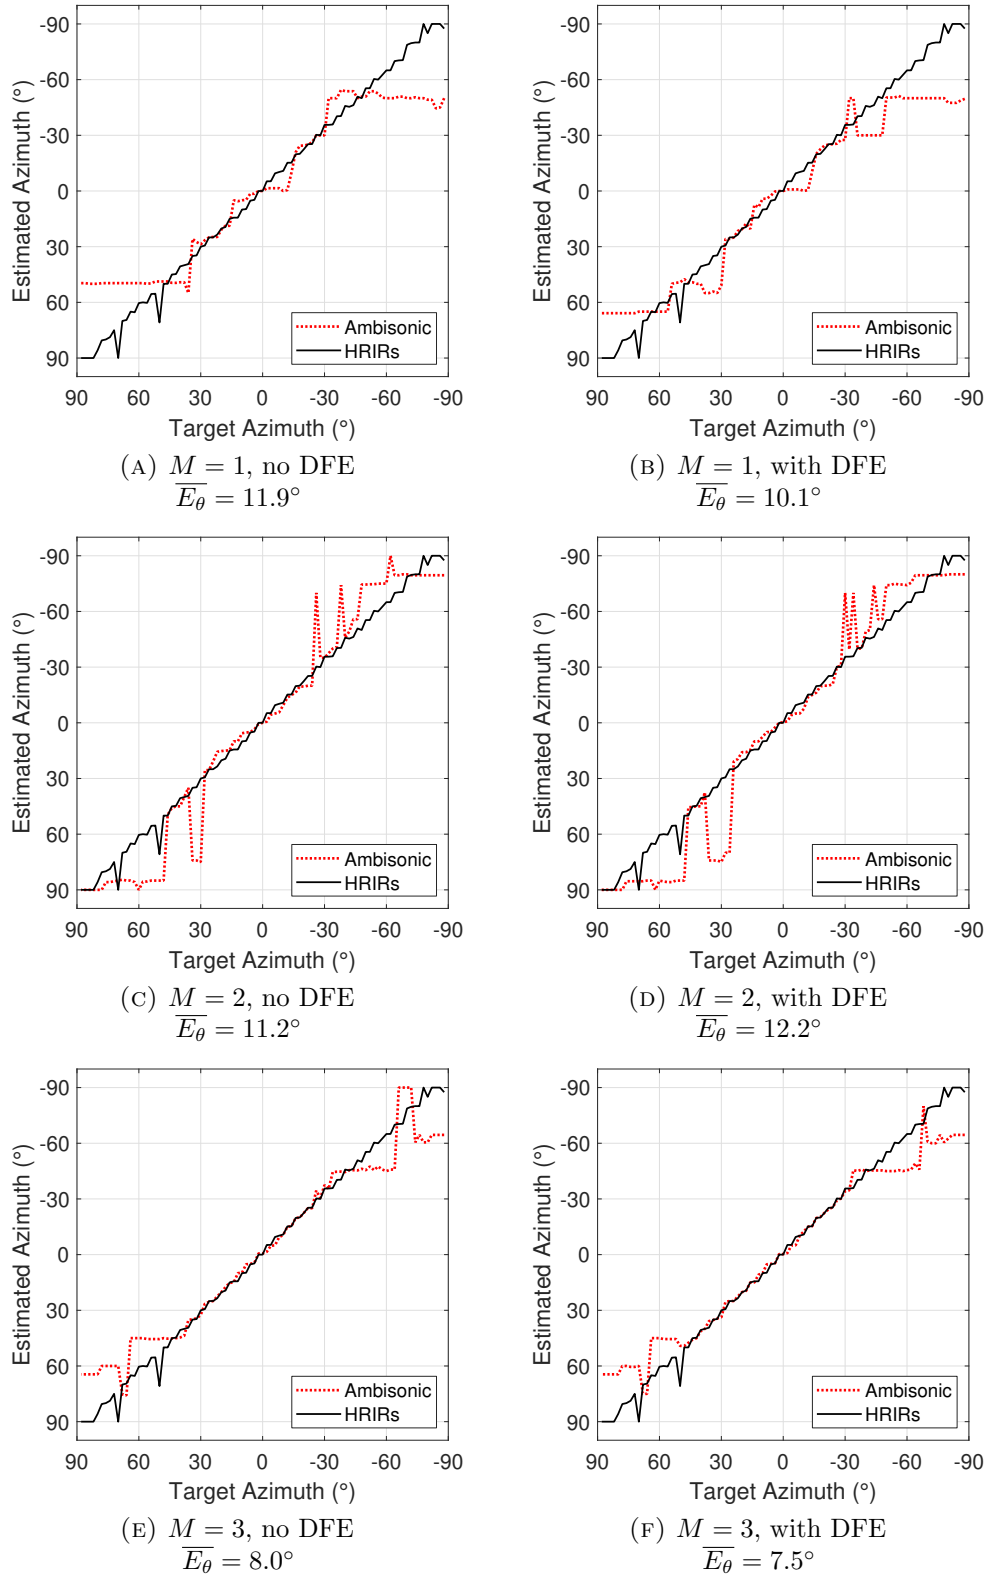 -90
-60
-30
0
30
60
90
Estimated Azimuth (°)
Ambisonic
HRIRs
90 60 30 0 -30 -60 -90
Target Azimuth (°)
(A) M = 1, no DFE
E_θ = 11.9°
-90
-60
-30
0
30
60
90
Estimated Azimuth (°)
Ambisonic
HRIRs
90 60 30 0 -30 -60 -90
Target Azimuth (°)
(B) M = 1, with DFE
E_θ = 10.1°
-90
-60
-30
0
30
60
90
Estimated Azimuth (°)
Ambisonic
HRIRs
90 60 30 0 -30 -60 -90
Target Azimuth (°)
(C) M = 2, no DFE
E_θ = 11.2°
-90
-60
-30
0
30
60
90
Estimated Azimuth (°)
Ambisonic
HRIRs
90 60 30 0 -30 -60 -90
Target Azimuth (°)
(D) M = 2, with DFE
E_θ = 12.2°
-90
-60
-30
0
30
60
90
Estimated Azimuth (°)
Ambisonic
HRIRs
90 60 30 0 -30 -60 -90
Target Azimuth (°)
(E) M = 3, no DFE
E_θ = 8.0°
-90
-60
-30
0
30
60
90
Estimated Azimuth (°)
Ambisonic
HRIRs
90 60 30 0 -30 -60 -90
Target Azimuth (°)
(F) M = 3, with DFE
E_θ = 7.5°